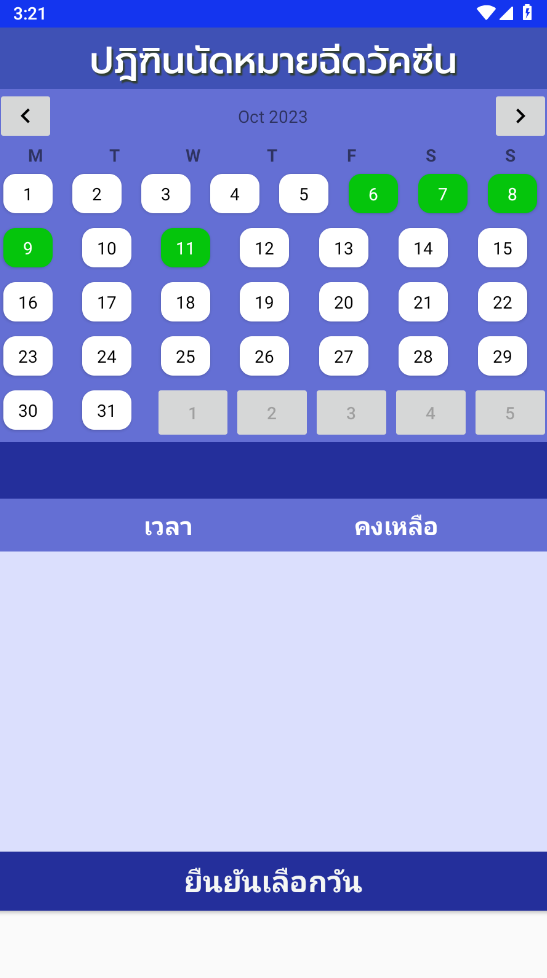 3:21
ปฏิทินนัดหมายฉีดวัคซีน
Oct 2023
M T W T F S S
1 2 3 4 5 6 7 8
9 10 11 12 13 14 15
16 17 18 19 20 21 22
23 24 25 26 27 28 29
30 31 1 2 3 4 5
เวลา คงเหลือ
ยืนยันเลือกวัน